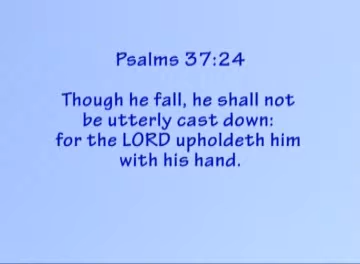 Psalms 37:24
Though he fall, he shall not
be utterly cast down:
for the LORD upholdeth him
with his hand.